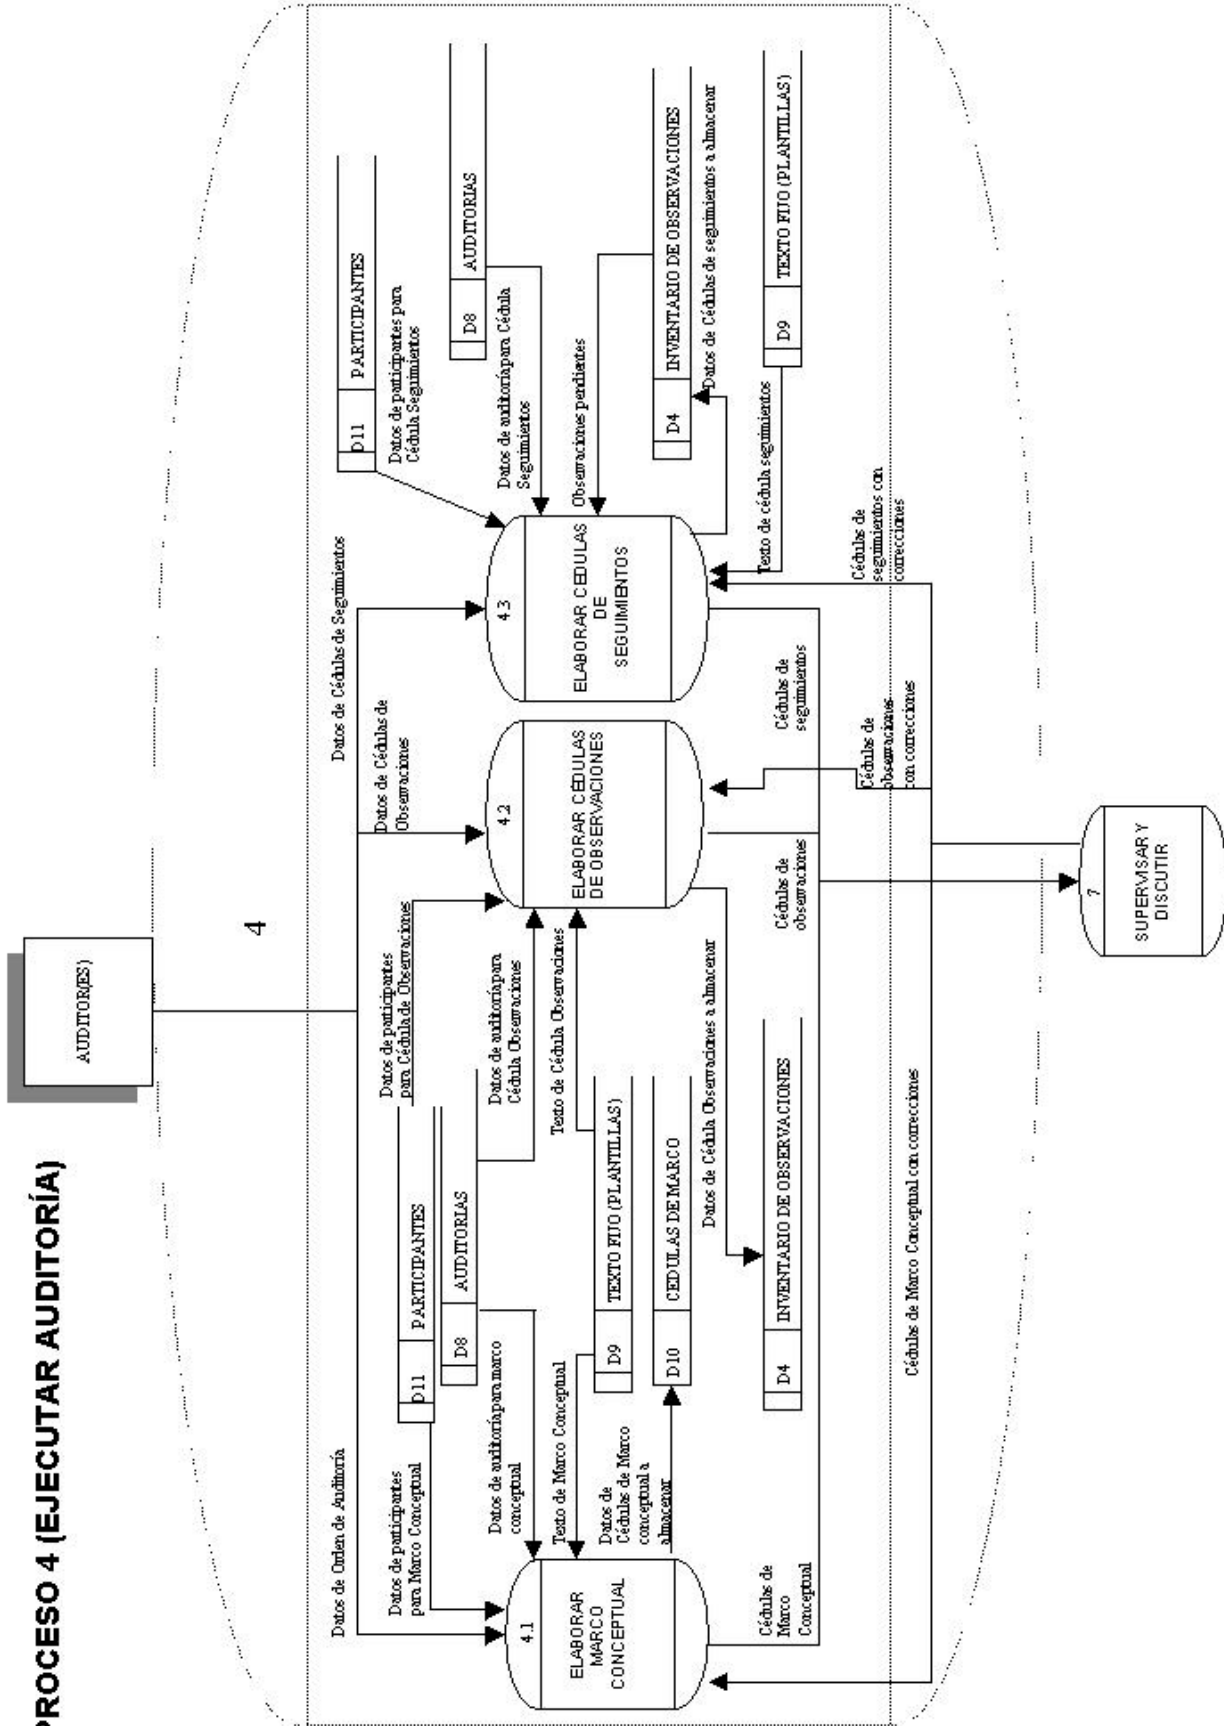 PROCESO 4 (EJECUTAR AUDITORÍA)
AUDITOR(ES)
4
Datos de Orden de Auditoría
Datos de Cédulas de Seguimientos
Datos de Cédulas de
Observaciones
D11
PARTICIPANTES
Datos de participantes para
Cédula Seguimientos
Datos de participantes
para Marco Conceptual
D11
PARTICIPANTES
Datos de participantes
para Cédula de Observaciones
D8
AUDITORIAS
D8
AUDITORIAS
Datos de auditoría para marco
conceptual
Datos de auditoría para
Cédula Observaciones
Datos de auditoría para Cédula
Seguimientos
4.1
ELABORAR
MARCO
CONCEPTUAL
4.2
ELABORAR CÉDULAS
DE OBSERVACIONES
4.3
ELABORAR CEDULAS
DE
SEGUIMIENTOS
Texto de Marco Conceptual
Texto de Cédula Observaciones
Observaciones pendientes
D9
TEXTO FIJO (PLANTILLAS)
Datos de
Cédulas de Marco
conceptual a
almacenar
D10
CEDULAS DE MARCO
D4
INVENTARIO DE OBSERVACIONES
Datos de Cédula Observaciones a almacenar
Datos de Cédulas de seguimientos a almacenar
D4
INVENTARIO DE OBSERVACIONES
Texto de cédula seguimientos
D9
TEXTO FIJO (PLANTILLAS)
Cédulas de
Marco
Conceptual
Cédulas de
observaciones
Cédulas de
seguimientos
Cédulas de
observaciones
con correcciones
Cédulas de
seguimientos con
correcciones
Cédulas de Marco Conceptual con correcciones
7
SUPERVISAR Y
DISCUTIR